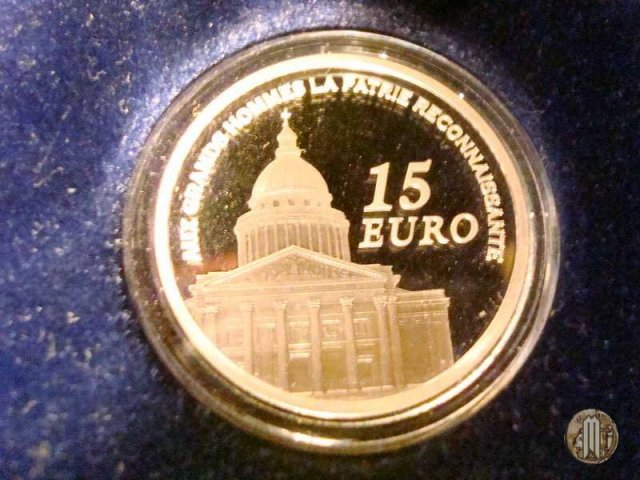 AUX GRANDS HOMMES LA PATRIE RECONNAISSANTE
15
EURO